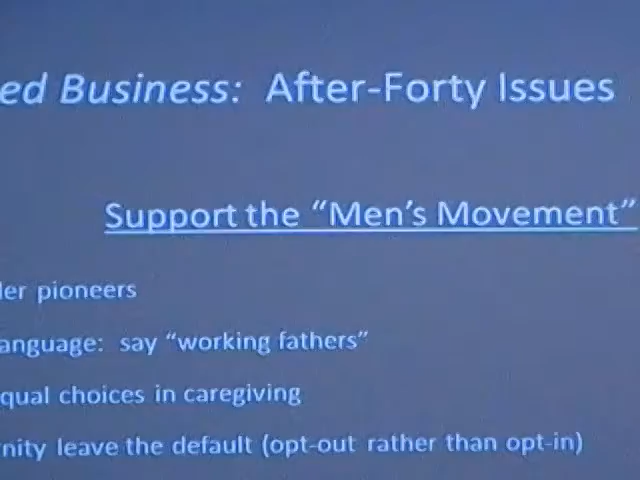 ed Business: After-Forty Issues
Support the “Men’s Movement”
der pioneers
anguage: say “working fathers”
qual choices in caregiving
nity leave the default (opt-out rather than opt-in)